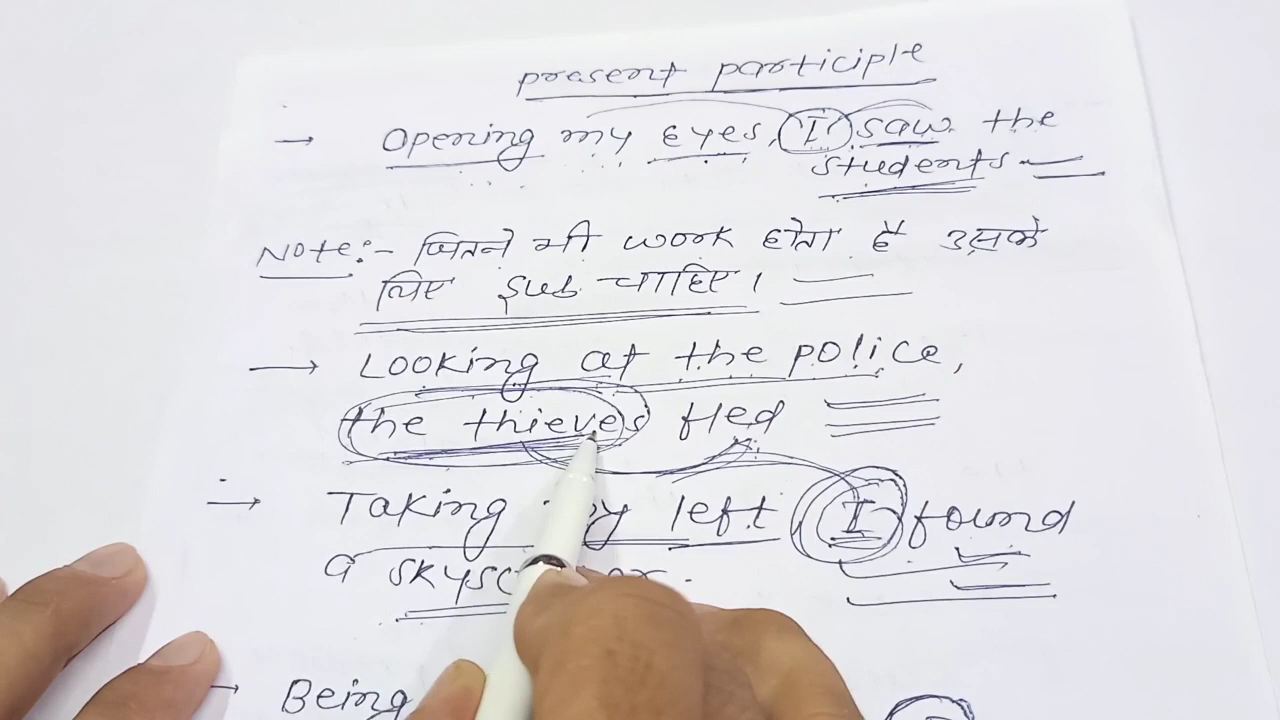 present participle
→ Opening my Eyes, I saw the
students.
Note:- जितने भी work होता है उसके
लिए sub चाहिए।
→ Looking at the police,
the thieves fled
→ Taking my left I found
a
→ Being